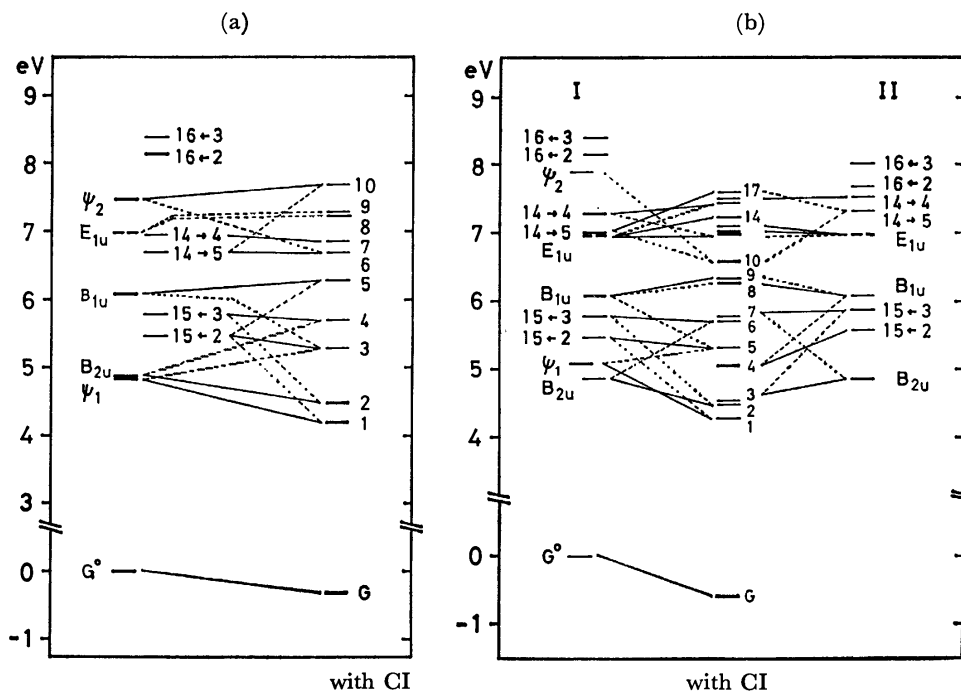 (a)
eV
9
8
7
6
5
4
3
0
-1
16←3
16←2
ψ₂
E₁ᵤ
14→4
14→5
B₁ᵤ
15←3
15←2
B₂ᵤ
ψ₁
G°
10
9
8
7
6
5
4
3
2
1
G
with CI
(b)
eV
9
8
7
6
5
4
0
-1
I
II
16←3
16←2
ψ₂
14→4
14→5
E₁ᵤ
B₁ᵤ
15←3
15←2
ψ₁
B₂ᵤ
G°
17
14
10
9
8
7
6
5
4
3
2
1
G
16←3
16←2
14→4
14→5
E₁ᵤ
B₁ᵤ
15←3
15←2
B₂ᵤ
with CI